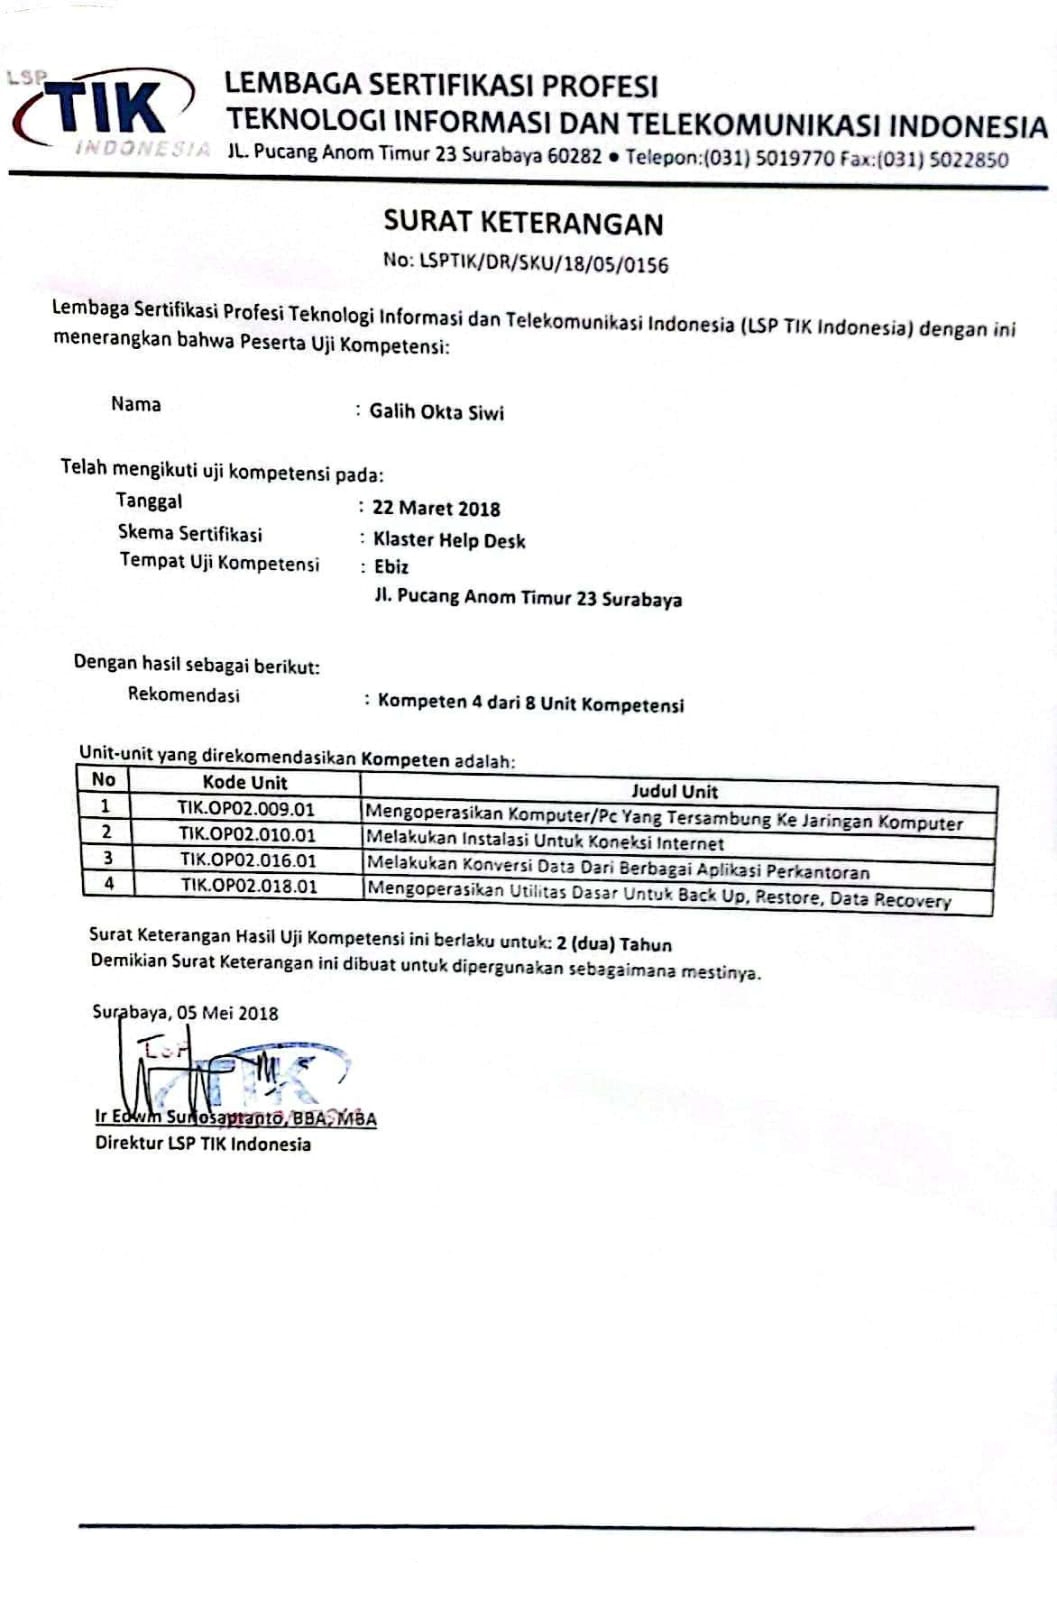 LSP
TIK
INDONESIA
LEMBAGA SERTIFIKASI PROFESI
TEKNOLOGI INFORMASI DAN TELEKOMUNIKASI INDONESIA
JL. Pucang Anom Timur 23 Surabaya 60282 ● Telepon:(031) 5019770 Fax:(031) 5022850
SURAT KETERANGAN
No: LSPTIK/DR/SKU/18/05/0156
Lembaga Sertifikasi Profesi Teknologi Informasi dan Telekomunikasi Indonesia (LSP TIK Indonesia) dengan ini
menerangkan bahwa Peserta Uji Kompetensi:
Nama : Galih Okta Siwi
Telah mengikuti uji kompetensi pada:
Tanggal : 22 Maret 2018
Skema Sertifikasi : Klaster Help Desk
Tempat Uji Kompetensi : Ebiz
Jl. Pucang Anom Timur 23 Surabaya
Dengan hasil sebagai berikut:
Rekomendasi : Kompeten 4 dari 8 Unit Kompetensi
Unit-unit yang direkomendasikan Kompeten adalah:
No Kode Unit Judul Unit
1 TIK.OP02.009.01 Mengoperasikan Komputer/Pc Yang Tersambung Ke Jaringan Komputer
2 TIK.OP02.010.01 Melakukan Instalasi Untuk Koneksi Internet
3 TIK.OP02.016.01 Melakukan Konversi Data Dari Berbagai Aplikasi Perkantoran
4 TIK.OP02.018.01 Mengoperasikan Utilitas Dasar Untuk Back Up, Restore, Data Recovery
Surat Keterangan Hasil Uji Kompetensi ini berlaku untuk: 2 (dua) Tahun
Demikian Surat Keterangan ini dibuat untuk dipergunakan sebagaimana mestinya.
Surabaya, 05 Mei 2018
LSP
TIK
Ir Edwin Suriosapranto, BBA, MBA
Direktur LSP TIK Indonesia